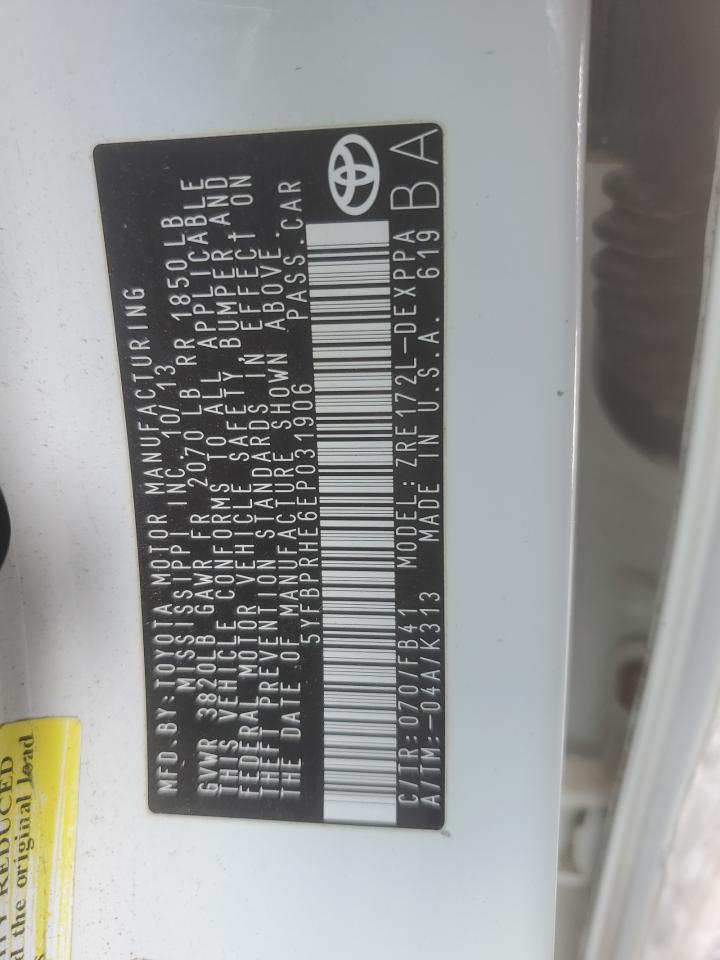 MFD.BY:TOYOTA MOTOR MANUFACTURING
MISSISSIPPI INC. 10/13
GVWR 3820LB GAWR FR 2070 LB RR 1850 LB
THIS VEHICLE CONFORMS TO ALL APPLICABLE
FEDERAL MOTOR VEHICLE SAFETY, BUMPER AND
THEFT PREVENTION STANDARDS IN EFFECT ON
THE DATE OF MANUFACTURE SHOWN ABOVE.
5YFBPRHE6EP031906 PASS.CAR
C/TR:070/FB41 MODEL:ZRE172L-DEXPPA
A/TM:-04A/K313 MADE IN U.S.A. 619
BA
REDUCED
the original load